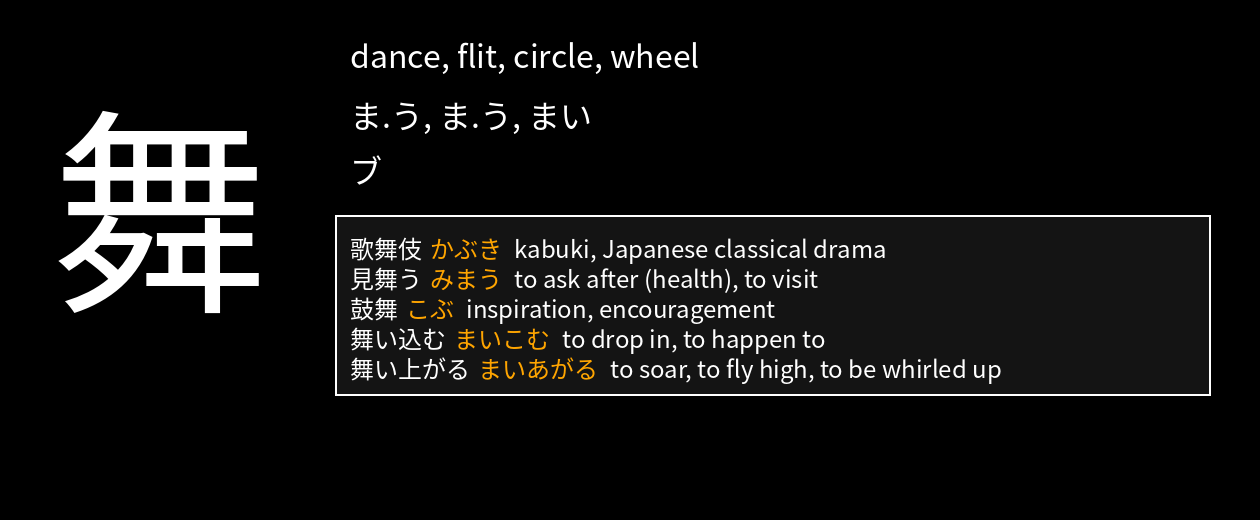 舞
dance, flit, circle, wheel
ま.う, ま.う, まい
ブ
歌舞伎 かぶき kabuki, Japanese classical drama
見舞う みまう to ask after (health), to visit
鼓舞 こぶ inspiration, encouragement
舞い込む まいこむ to drop in, to happen to
舞い上がる まいあがる to soar, to fly high, to be whirled up